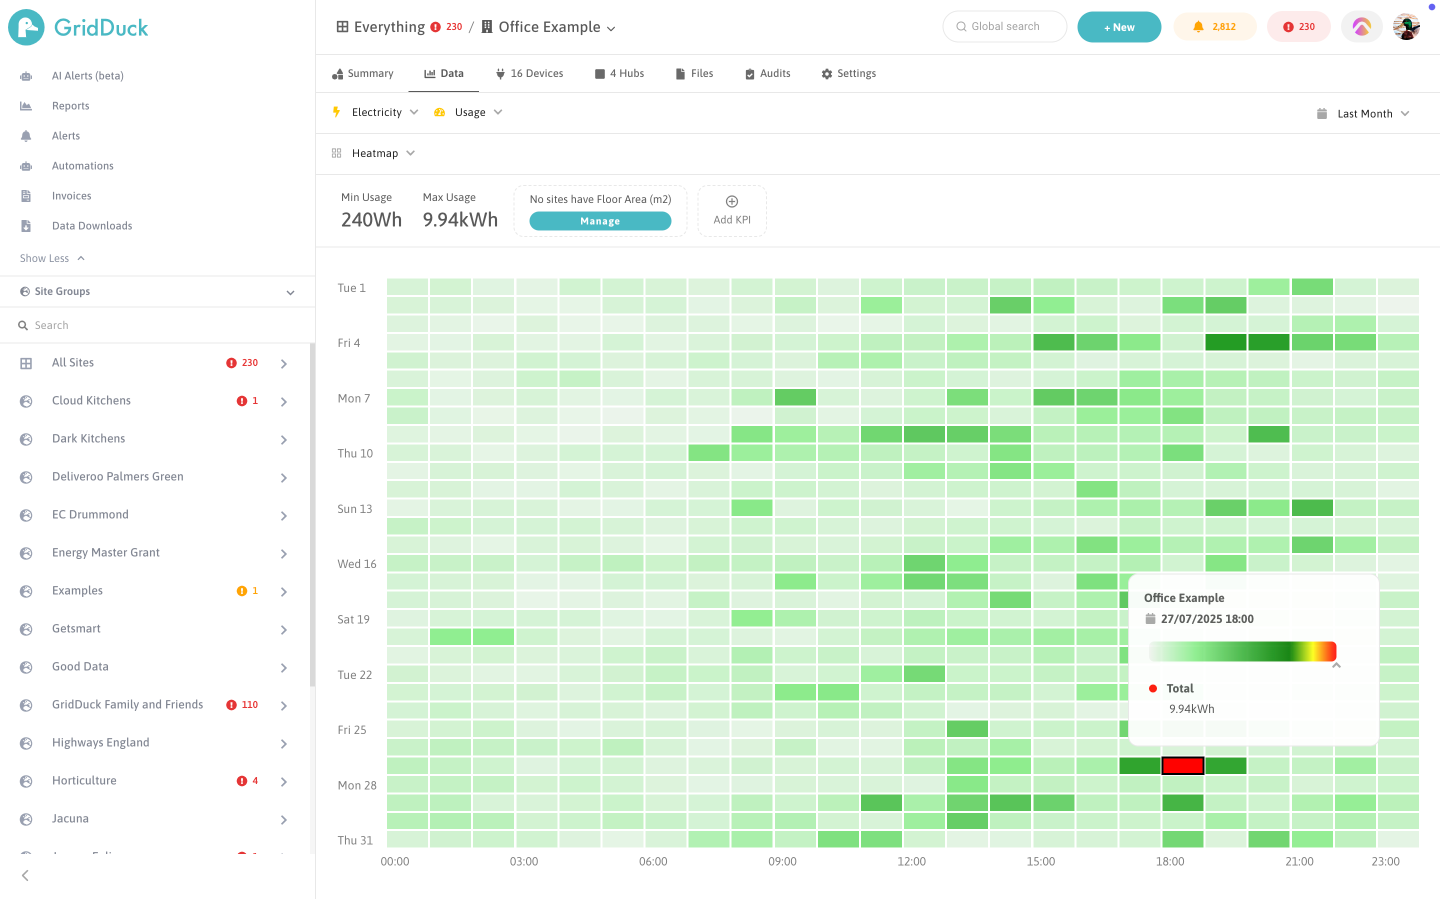 GridDuck
AI Alerts (beta)
Reports
Alerts
Automations
Invoices
Data Downloads
Show Less
Site Groups
Search
All Sites 230
Cloud Kitchens 1
Dark Kitchens
Deliveroo Palmers Green
EC Drummond
Energy Master Grant
Examples 1
Getsmart
Good Data
GridDuck Family and Friends 110
Highways England
Horticulture 4
Jacuna
Everything 230 / Office Example
Global search
+ New
2,812
230
Summary Data 16 Devices 4 Hubs Files Audits Settings
Electricity Usage Last Month
Heatmap
Min Usage
240Wh
Max Usage
9.94kWh
No sites have Floor Area (m2)
Manage
Add KPI
Tue 1
Fri 4
Mon 7
Thu 10
Sun 13
Wed 16
Sat 19
Tue 22
Fri 25
Mon 28
Thu 31
00:00 03:00 06:00 09:00 12:00 15:00 18:00 21:00 23:00
Office Example
27/07/2025 18:00
Total
9.94kWh